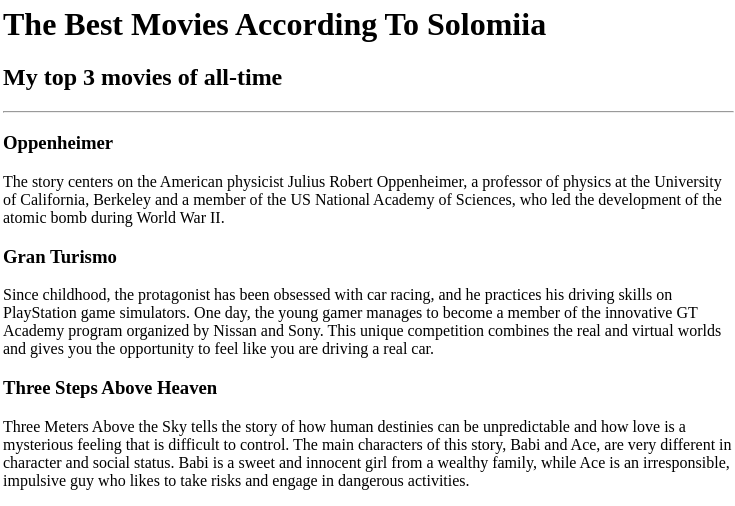 The Best Movies According To Solomiia
My top 3 movies of all-time
Oppenheimer
The story centers on the American physicist Julius Robert Oppenheimer, a professor of physics at the University
of California, Berkeley and a member of the US National Academy of Sciences, who led the development of the
atomic bomb during World War II.
Gran Turismo
Since childhood, the protagonist has been obsessed with car racing, and he practices his driving skills on
PlayStation game simulators. One day, the young gamer manages to become a member of the innovative GT
Academy program organized by Nissan and Sony. This unique competition combines the real and virtual worlds
and gives you the opportunity to feel like you are driving a real car.
Three Steps Above Heaven
Three Meters Above the Sky tells the story of how human destinies can be unpredictable and how love is a
mysterious feeling that is difficult to control. The main characters of this story, Babi and Ace, are very different in
character and social status. Babi is a sweet and innocent girl from a wealthy family, while Ace is an irresponsible,
impulsive guy who likes to take risks and engage in dangerous activities.